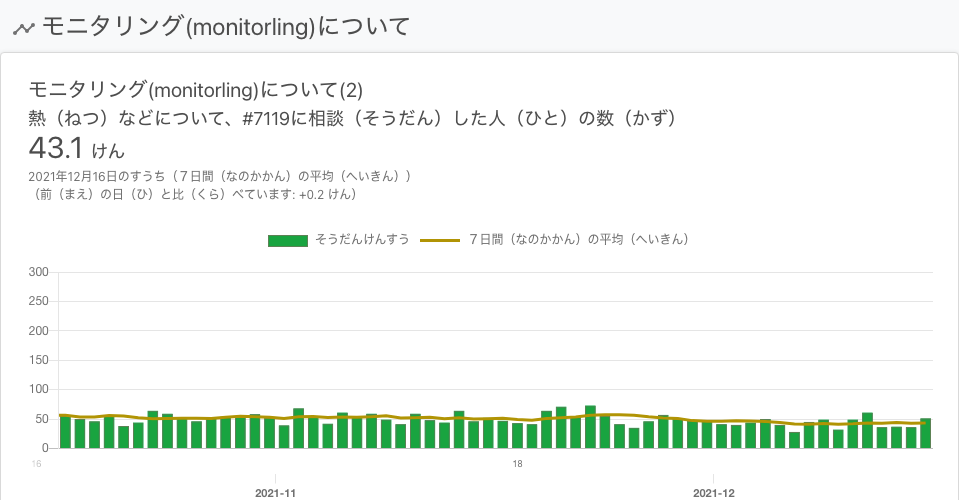 モニタリング(monitorling)について
モニタリング(monitorling)について(2)
熱（ねつ）などについて、#7119に相談（そうだん）した人（ひと）の数（かず）
43.1 けん
2021年12月16日のすうち（７日間（なのかかん）の平均（へいきん））
（前（まえ）の日（ひ）と比（くら）べています: +0.2 けん）
そうだんけんすう ７日間（なのかかん）の平均（へいきん）
300
250
200
150
100
50
0
16 18
2021-11 2021-12